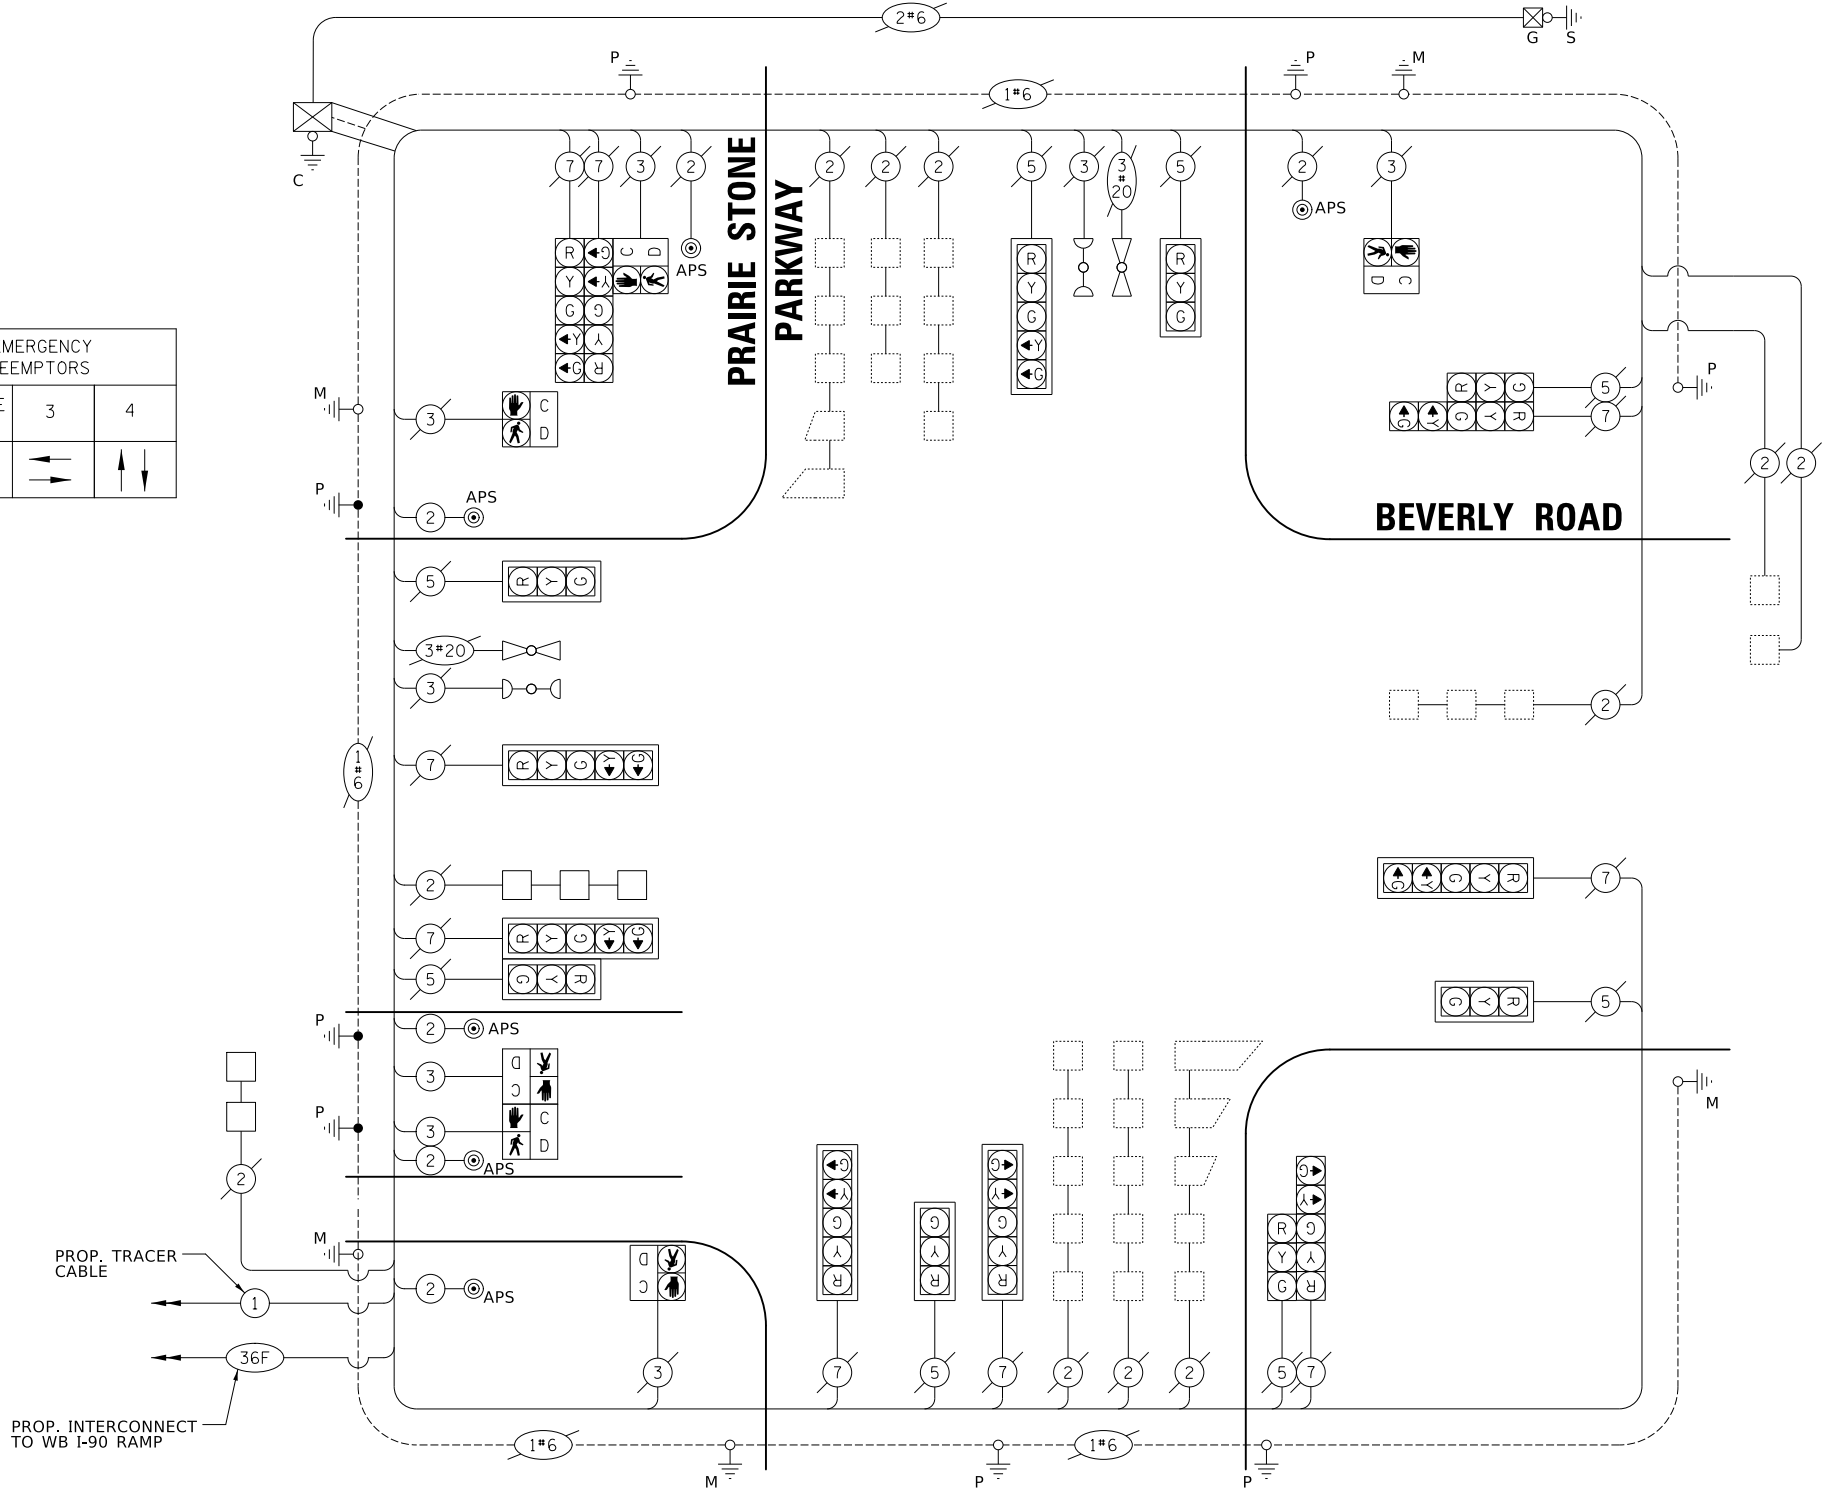 2#6
G S
P
P
M
1#6
C
7 7 3 2
2 2 2
5 3 3 # 20 5
2 3
APS
APS
PRAIRIE STONE
PARKWAY
R G C D
Y Y
G G
Y Y
G R
R
Y
G
Y
G
R
Y
G
D C
MERGENCY
EEMPTORS
E 3 4
M
3 C
D
P
2 APS
R Y G 5
G Y G Y R 7
P
2 2
BEVERLY ROAD
5 R Y G
3#20
3
2
1 # 6
7 R Y G Y G
2
G Y G Y R 7
7 R Y G Y G
5 G Y R
G Y R 5
P
2 APS
3 D
C
P
3 C
D
2 APS
2
M
M
G
Y
G
Y
R
G
Y
R
G
Y
G
Y
R
G
Y
R G
Y Y
G R
D
C
PROP. TRACER
CABLE
1
2 APS
36F
3 7 5 7 2 2 2 5 7
PROP. INTERCONNECT
TO WB I-90 RAMP
1#6 1#6
M P P